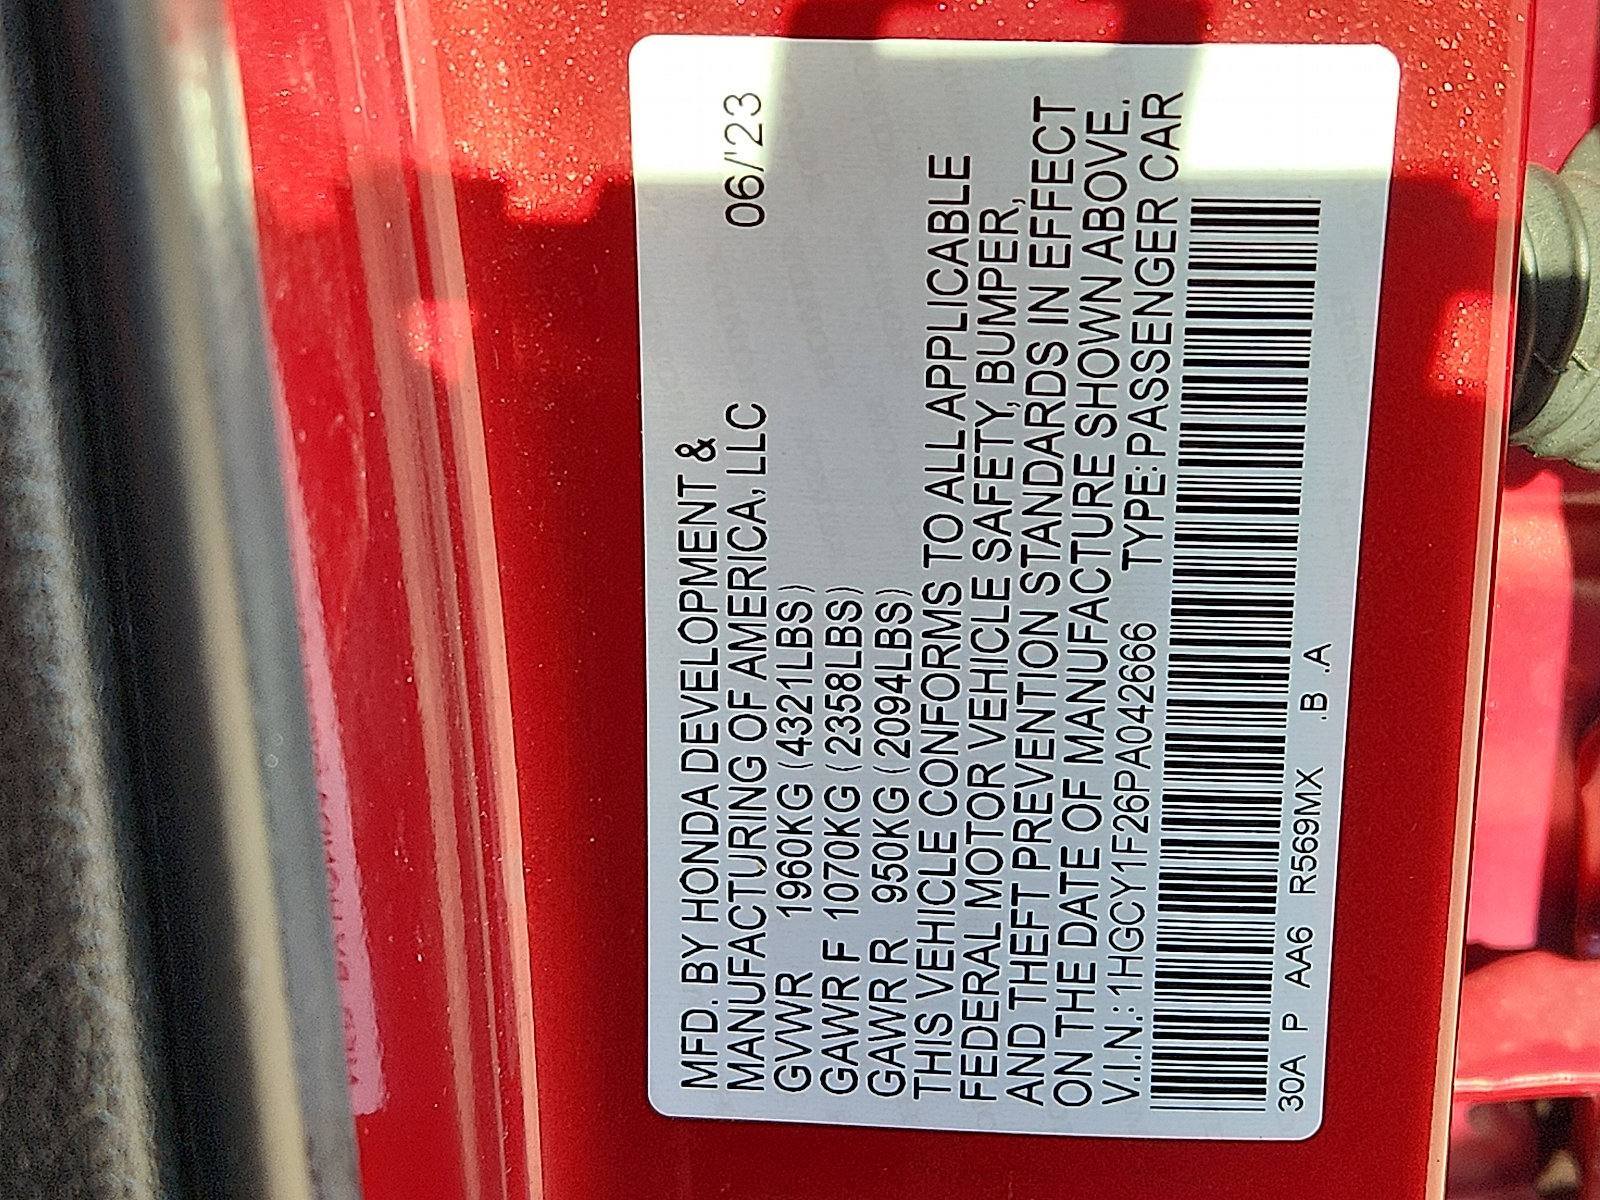 MFD. BY HONDA DEVELOPMENT &
MANUFACTURING OF AMERICA, LLC 06/'23
GVWR 1960KG (4321LBS)
GAWR F 1070KG (2358LBS)
GAWR R 950KG (2094LBS)
THIS VEHICLE CONFORMS TO ALL APPLICABLE
FEDERAL MOTOR VEHICLE SAFETY, BUMPER,
AND THEFT PREVENTION STANDARDS IN EFFECT
ON THE DATE OF MANUFACTURE SHOWN ABOVE.
V.I.N.: 1HGCY1F26PA042666 TYPE: PASSENGER CAR
30A P AA6 R569MX .B .A